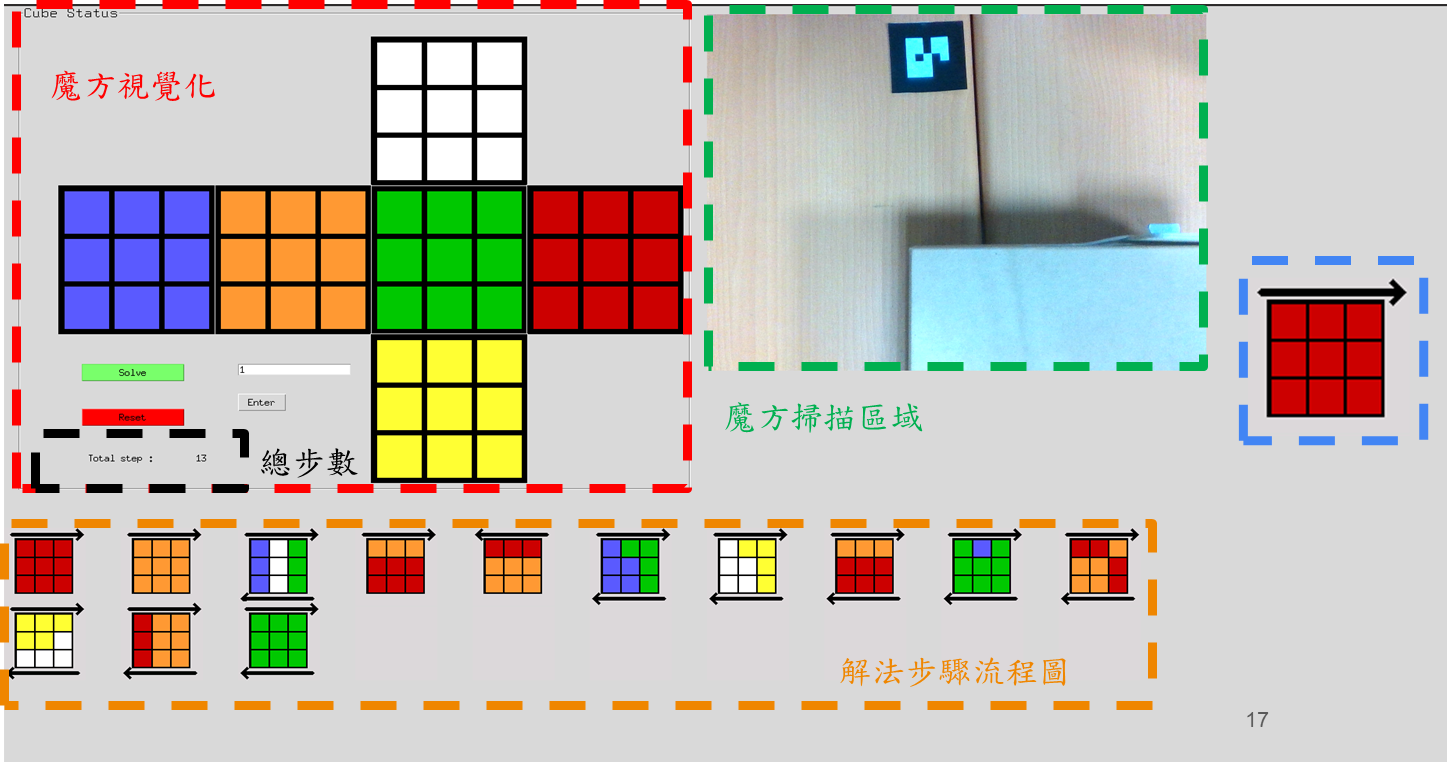 Cube Status
魔方視覺化
Solve
1
Enter
Reset
Total step : 13
總步數
魔方掃描區域
解法步驟流程圖
17